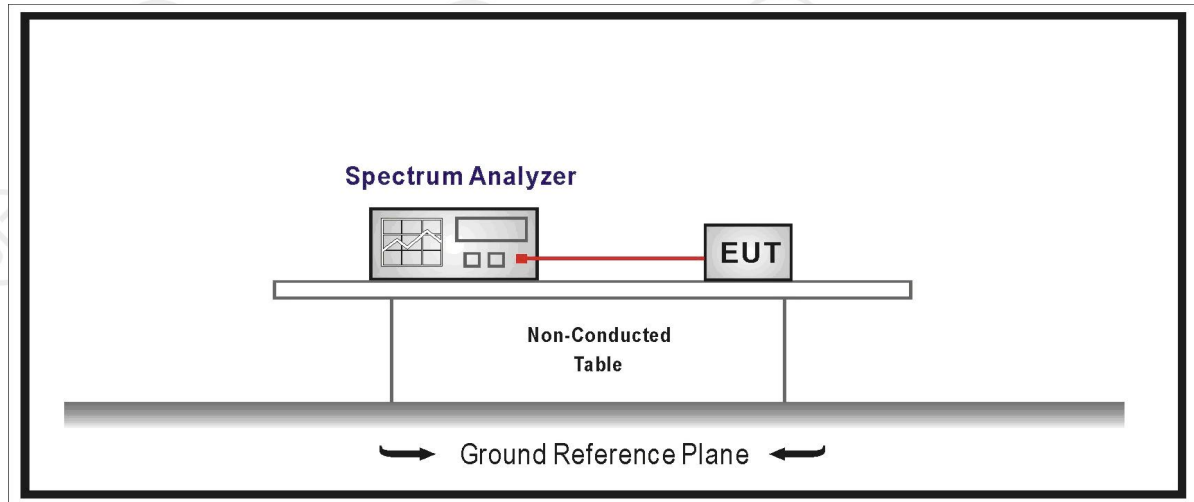 Spectrum Analyzer
EUT
Non-Conducted
Table
Ground Reference Plane